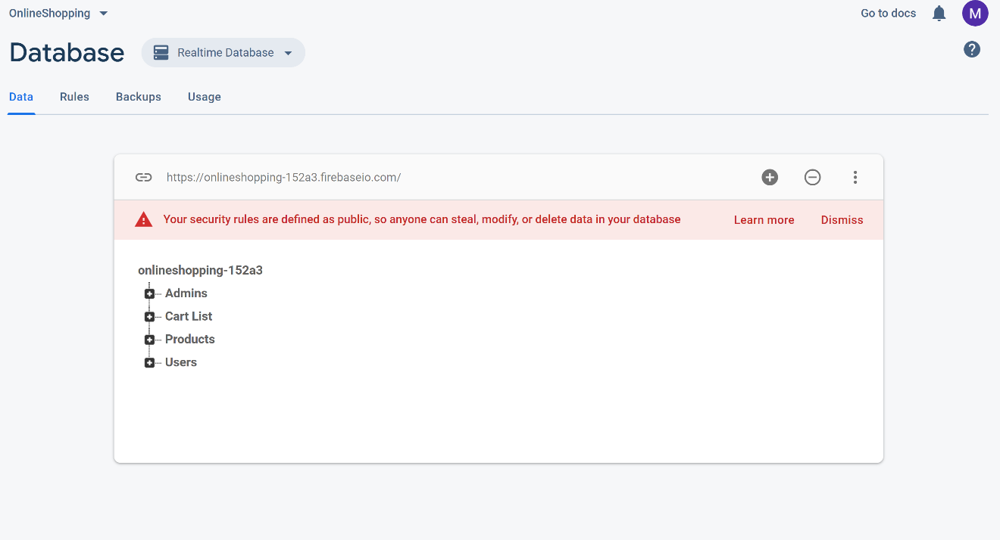 OnlineShopping
Go to docs
M
Database
Realtime Database
?
Data Rules Backups Usage
https://onlineshopping-152a3.firebaseio.com/
Your security rules are defined as public, so anyone can steal, modify, or delete data in your database
Learn more
Dismiss
onlineshopping-152a3
Admins
Cart List
Products
Users